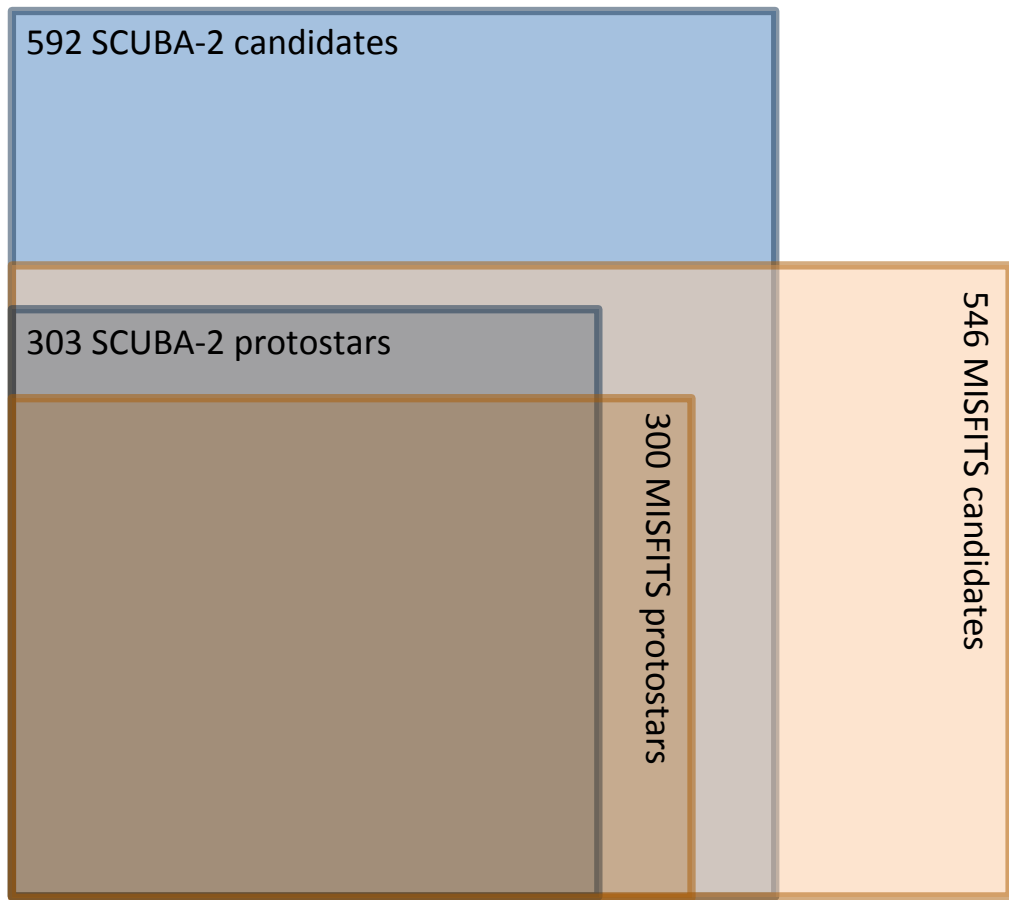 592 SCUBA-2 candidates
303 SCUBA-2 protostars
300 MISFITS protostars
546 MISFITS candidates